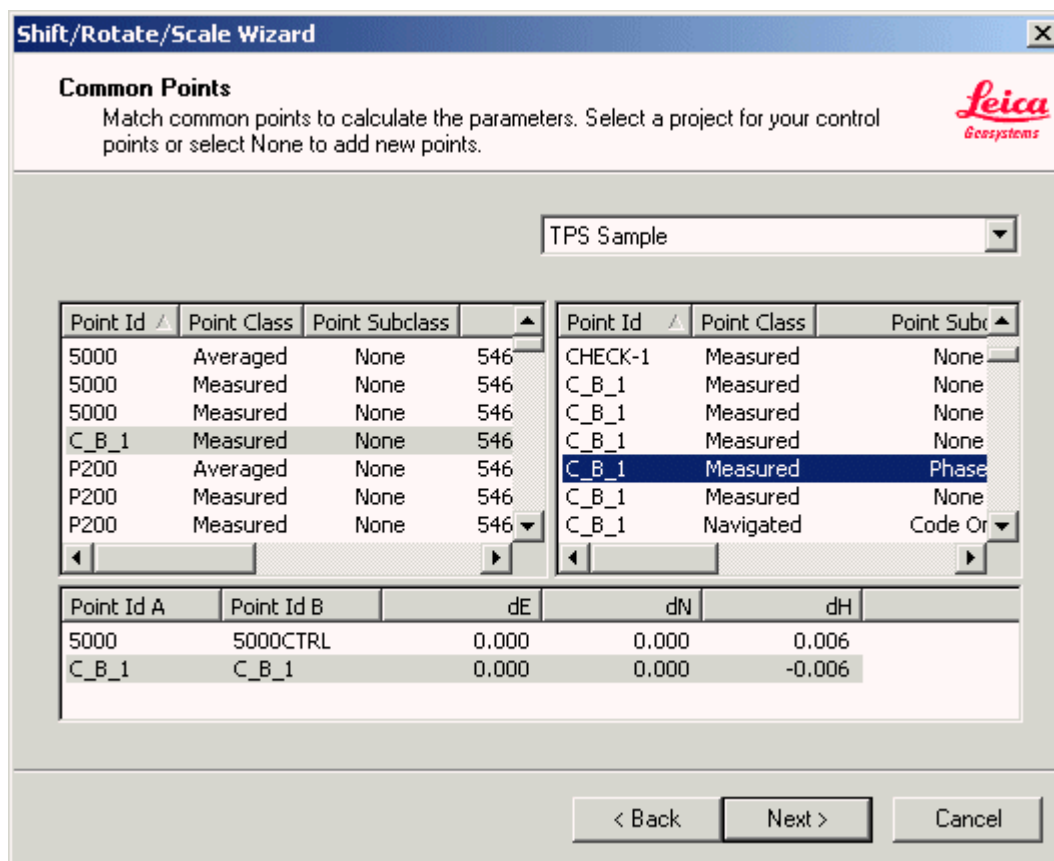 Shift/Rotate/Scale Wizard
Common Points
Match common points to calculate the parameters. Select a project for your control
points or select None to add new points.
Leica
Geosystems
TPS Sample
Point Id Point Class Point Subclass
5000 Averaged None 546
5000 Measured None 546
5000 Measured None 546
C_B_1 Measured None 546
P200 Averaged None 546
P200 Measured None 546
P200 Measured None 546
Point Id Point Class Point Subc
CHECK-1 Measured None
C_B_1 Measured None
C_B_1 Measured None
C_B_1 Measured None
C_B_1 Measured Phase
C_B_1 Measured None
C_B_1 Navigated Code Or
Point Id A Point Id B dE dN dH
5000 5000CTRL 0.000 0.000 0.006
C_B_1 C_B_1 0.000 0.000 -0.006
< Back Next > Cancel